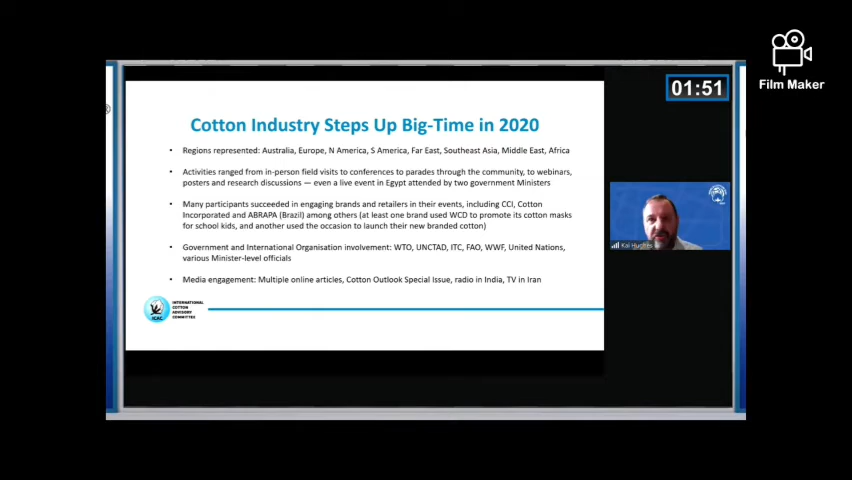 Film Maker
01:51
Cotton Industry Steps Up Big-Time in 2020
• Regions represented: Australia, Europe, N America, S America, Far East, Southeast Asia, Middle East, Africa
• Activities ranged from in-person field visits to conferences to parades through the community, to webinars,
posters and research discussions — even a live event in Egypt attended by two government Ministers
• Many participants succeeded in engaging brands and retailers in their events, including CCI, Cotton
Incorporated and ABRAPA (Brazil) among others (at least one brand used WCD to promote its cotton masks
for school kids, and another used the occasion to launch their new branded cotton)
• Government and International Organisation involvement: WTO, UNCTAD, ITC, FAO, WWF, United Nations,
various Minister-level officials
• Media engagement: Multiple online articles, Cotton Outlook Special Issue, radio in India, TV in Iran
Kai Hughes
ICAC
INTERNATIONAL
COTTON
ADVISORY
COMMITTEE